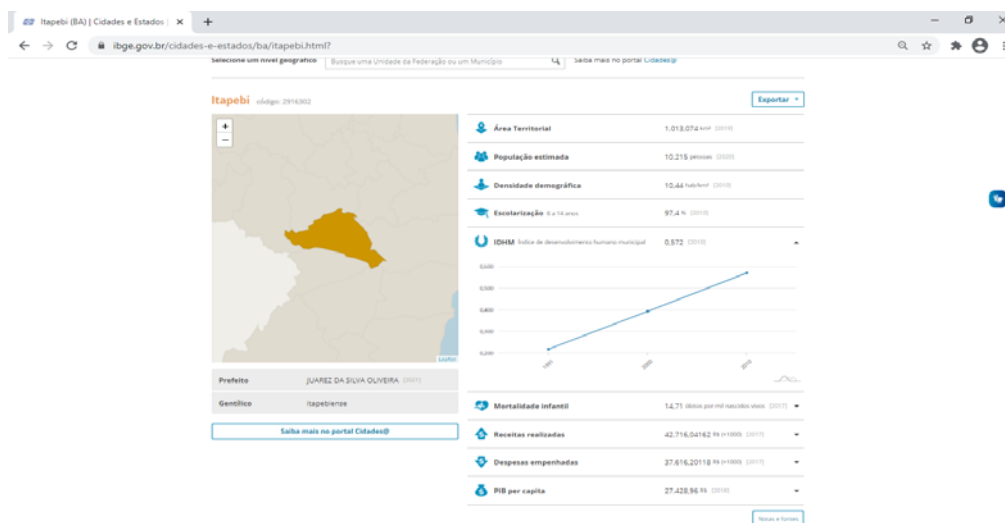 Itapebi (BA) | Cidades e Estados |
ibge.gov.br/cidades-e-estados/ba/itapebi.html?
Selecione um nível geográfico Busque uma Unidade da Federação ou um Município Saiba mais no portal Cidades@
Itapebi código: 2916302 Exportar
+
−
Área Territorial 1.013,074 km² [2019]
População estimada 10.215 pessoas [2020]
Densidade demográfica 10,44 hab/km² [2010]
Escolarização 6 a 14 anos 97,4 % [2010]
IDHM Índice de desenvolvimento humano municipal 0,572 [2010]
0,600
0,500
0,400
0,300
0,200
1991 2000 2010
Leaflet
Prefeito JUAREZ DA SILVA OLIVEIRA [2021]
Gentílico itapebiense
Saiba mais no portal Cidades@
Mortalidade infantil 14,71 óbitos por mil nascidos vivos [2017]
Receitas realizadas 42.716,04162 R$ (×1000) [2017]
Despesas empenhadas 37.616,20118 R$ (×1000) [2017]
PIB per capita 27.428,96 R$ [2018]
Notas e fontes